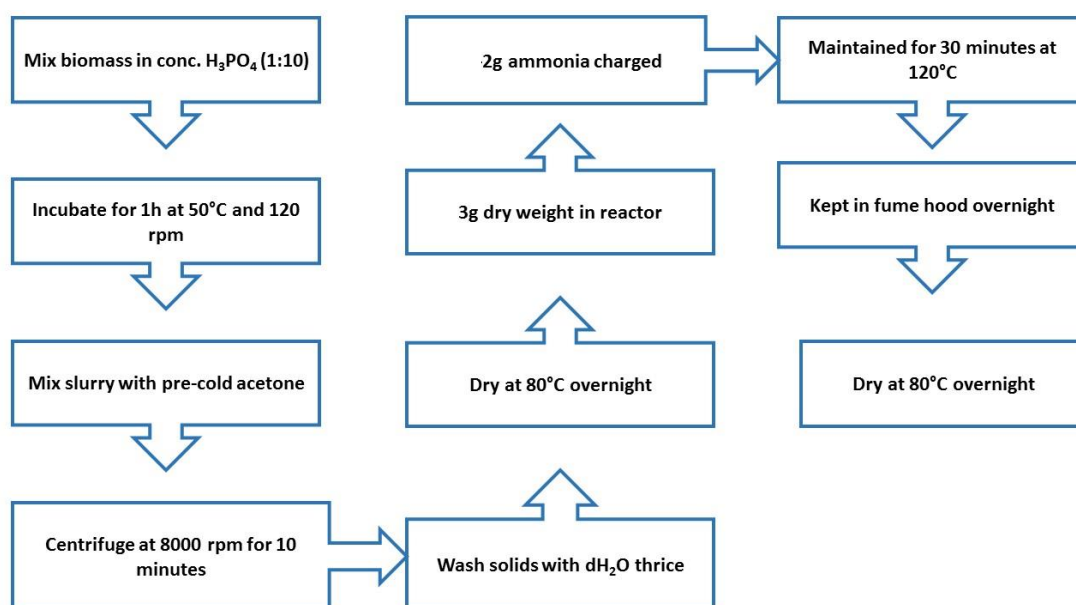 Mix biomass in conc. H₃PO₄ (1:10)
Incubate for 1h at 50°C and 120
rpm
Mix slurry with pre-cold acetone
Centrifuge at 8000 rpm for 10
minutes
Wash solids with dH₂O thrice
Dry at 80°C overnight
3g dry weight in reactor
2g ammonia charged
Maintained for 30 minutes at
120°C
Kept in fume hood overnight
Dry at 80°C overnight